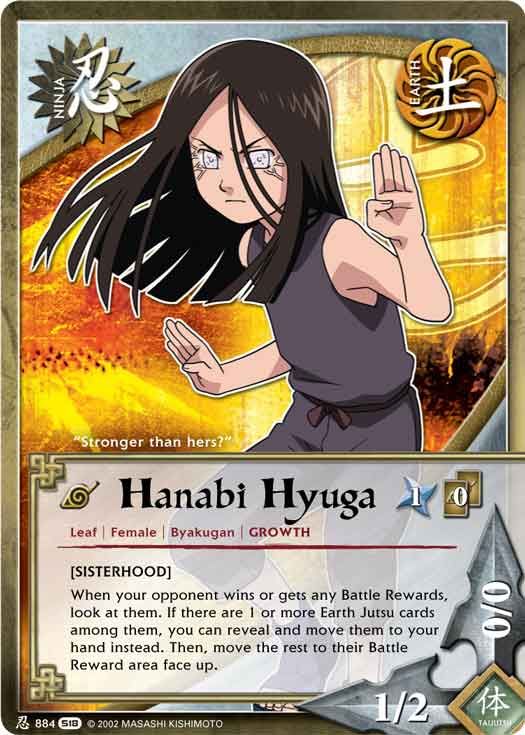 NINJA
忍
EARTH
土
"Stronger than hers?"
Hanabi Hyuga 1 0
Leaf | Female | Byakugan | GROWTH
[SISTERHOOD]
When your opponent wins or gets any Battle Rewards,
look at them. If there are 1 or more Earth Jutsu cards
among them, you can reveal and move them to your
hand instead. Then, move the rest to their Battle
Reward area face up.
0/0
1/2
体
TAIJUTSU
忍 884 S18 © 2002 MASASHI KISHIMOTO